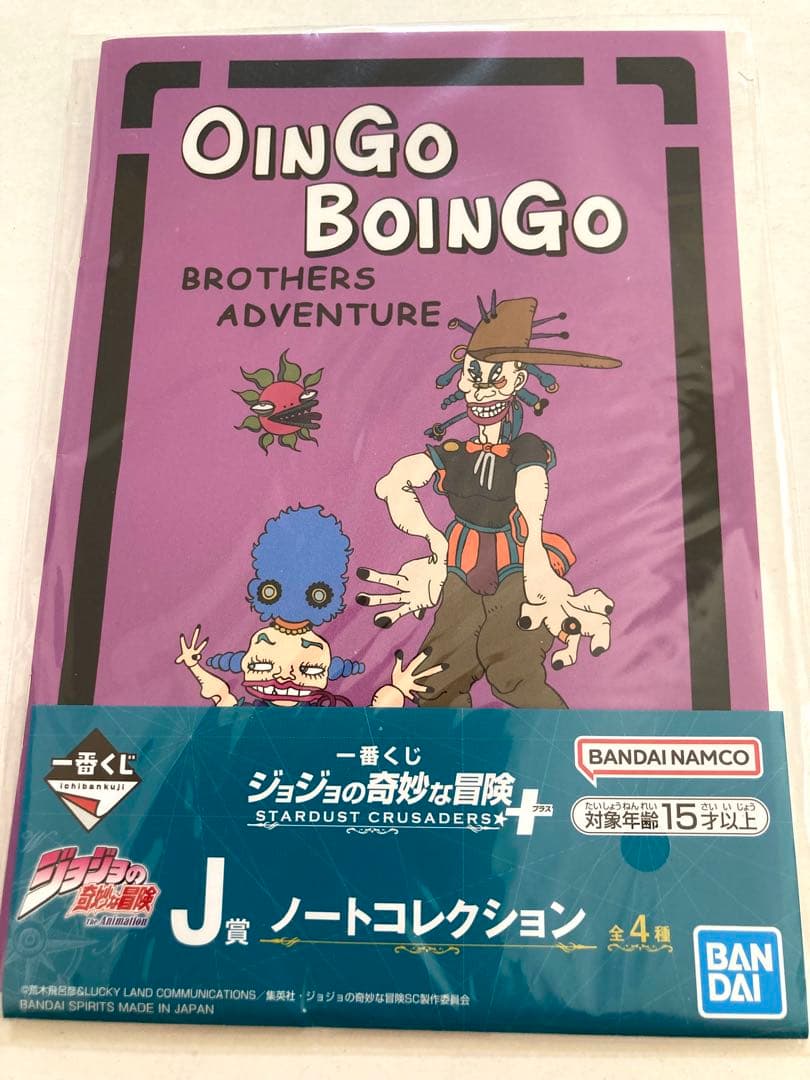 OINGO
BOINGO
BROTHERS
ADVENTURE
一番くじ
ichibankuji
一番くじ
ジョジョの奇妙な冒険
STARDUST CRUSADERS★+
プラス
BANDAI NAMCO
たいしょうねんれい さい いじょう
対象年齢15才以上
ジョジョの
奇妙な冒険
The Animation
J賞 ノートコレクション 全4種
©荒木飛呂彦&LUCKY LAND COMMUNICATIONS/集英社・ジョジョの奇妙な冒険SC製作委員会
BANDAI SPIRITS MADE IN JAPAN
BAN
DAI